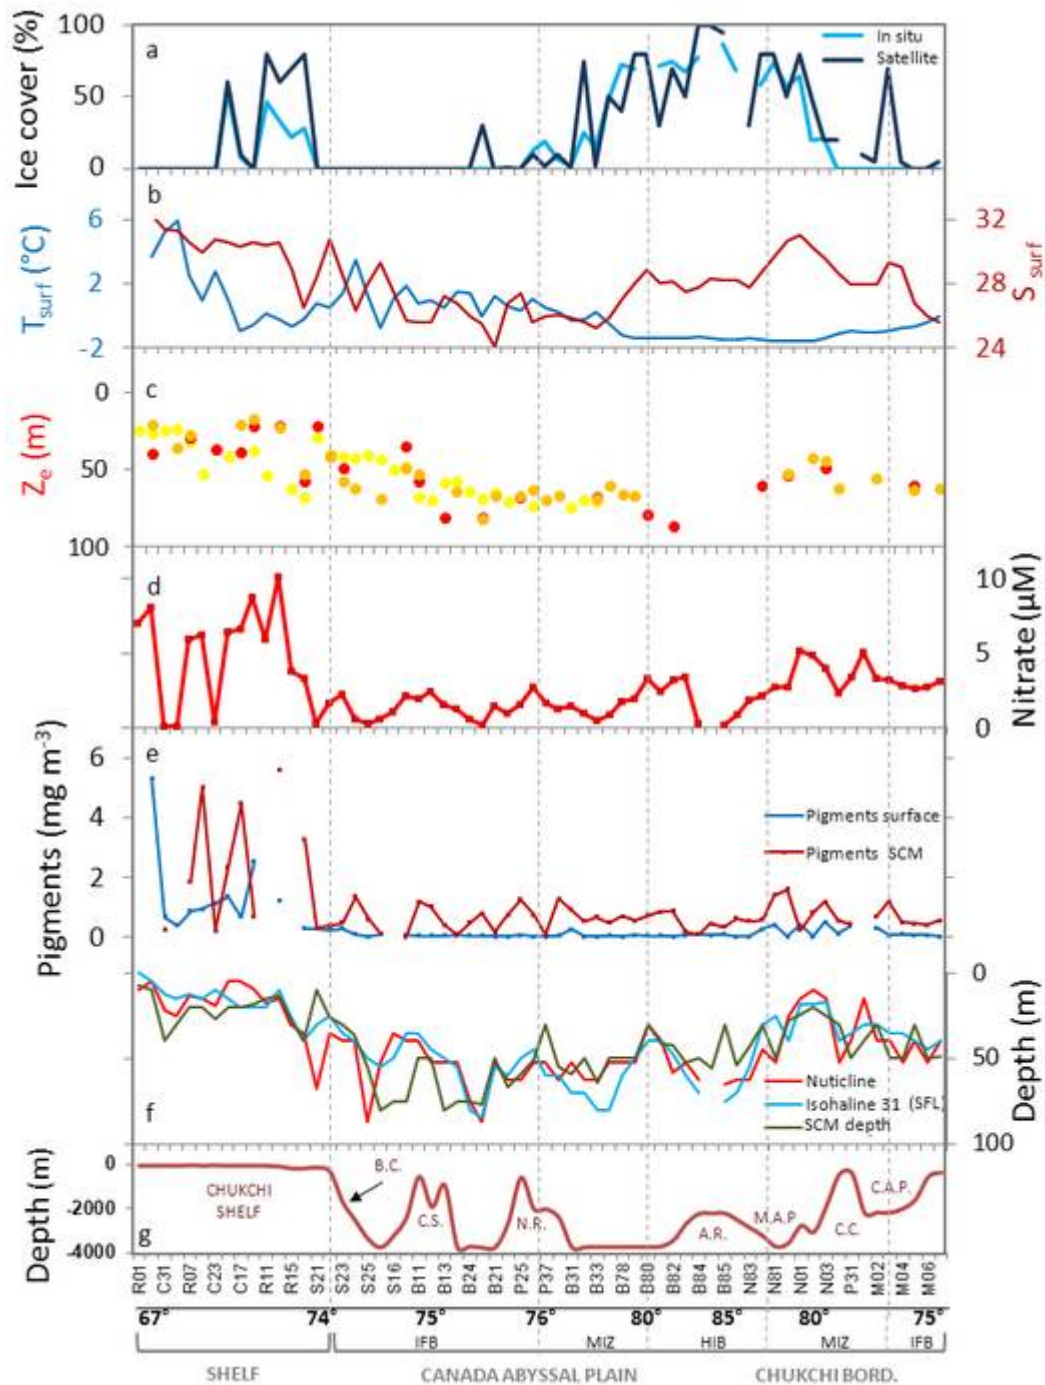 Ice cover (%)
100
50
0
a
In situ
Satellite
b
T surf (°C)
6
2
-2
32
28
24
S surf
c
Z e (m)
0
50
100
d
10
5
0
Nitrate (µM)
e
Pigments (mg m-3)
6
4
2
0
Pigments surface
Pigments SCM
f
0
50
100
Depth (m)
Nuticline
Isohaline 31 (SFL)
SCM depth
g
Depth (m)
0
-2000
-4000
CHUKCHI
SHELF
B.C.
C.S.
N.R.
A.R.
M.A.P
C.C.
C.A.P.
R01 C31 R07 C23 C17 R11 R15 S21 S23 S25 S16 B11 B13 B24 B21 P25 P37 B31 B33 B78 B80 B82 B84 B85 N83 N81 N01 N03 P31 M02 M04 M06
67° 74° 75° 76° 80° 85° 80° 75°
IFB MIZ HIB MIZ IFB
SHELF CANADA ABYSSAL PLAIN CHUKCHI BORD.